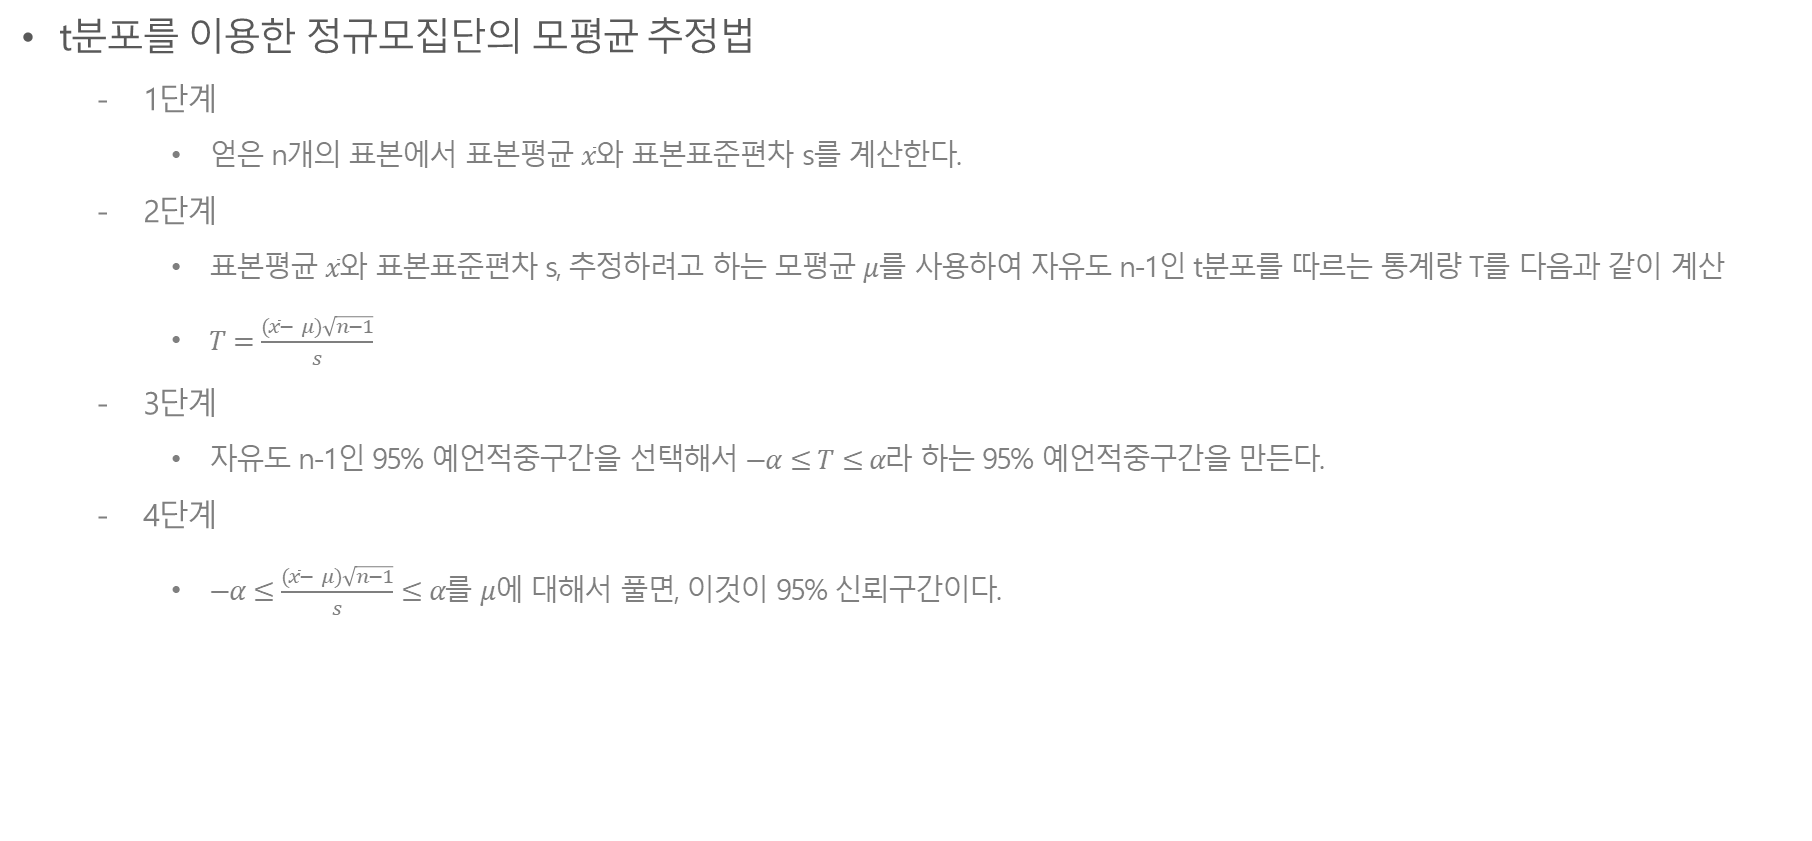 • t분포를 이용한 정규모집단의 모평균 추정법
- 1단계
• 얻은 n개의 표본에서 표본평균 x̄와 표본표준편차 s를 계산한다.
- 2단계
• 표본평균 x̄와 표본표준편차 s, 추정하려고 하는 모평균 μ를 사용하여 자유도 n-1인 t분포를 따르는 통계량 T를 다음과 같이 계산
• T = (x̄− μ)√n−1 / s
- 3단계
• 자유도 n-1인 95% 예언적중구간을 선택해서 −α ≤ T ≤ α라 하는 95% 예언적중구간을 만든다.
- 4단계
• −α ≤ (x̄− μ)√n−1 / s ≤ α를 μ에 대해서 풀면, 이것이 95% 신뢰구간이다.